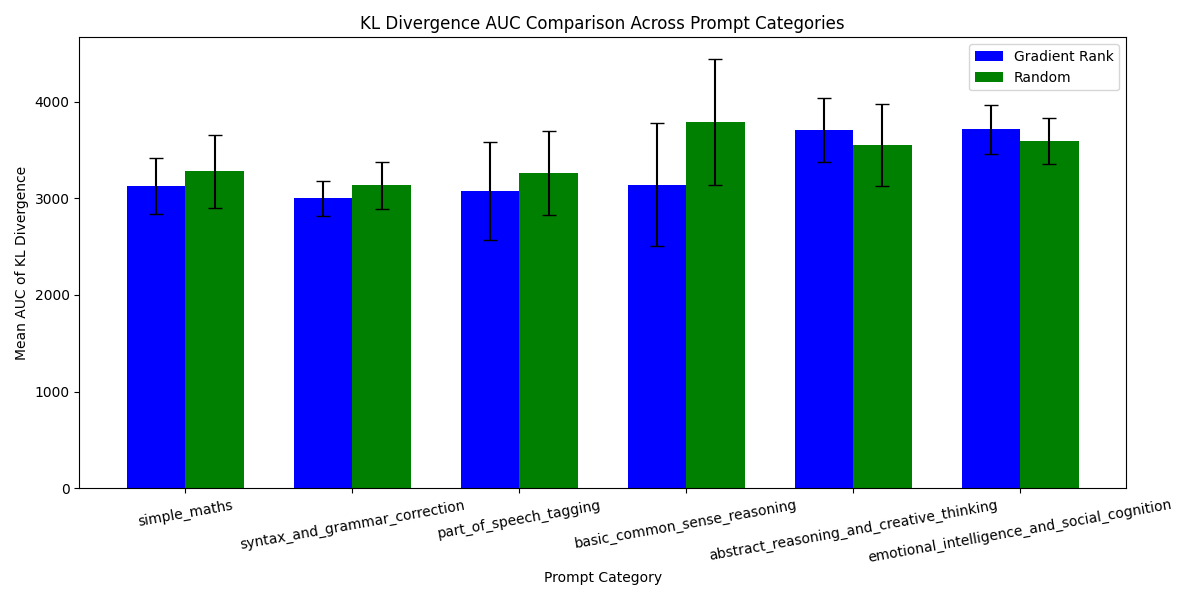 KL Divergence AUC Comparison Across Prompt Categories
Gradient Rank
Random
Mean AUC of KL Divergence
4000
3000
2000
1000
0
simple_maths
syntax_and_grammar_correction
part_of_speech_tagging
basic_common_sense_reasoning
abstract_reasoning_and_creative_thinking
emotional_intelligence_and_social_cognition
Prompt Category